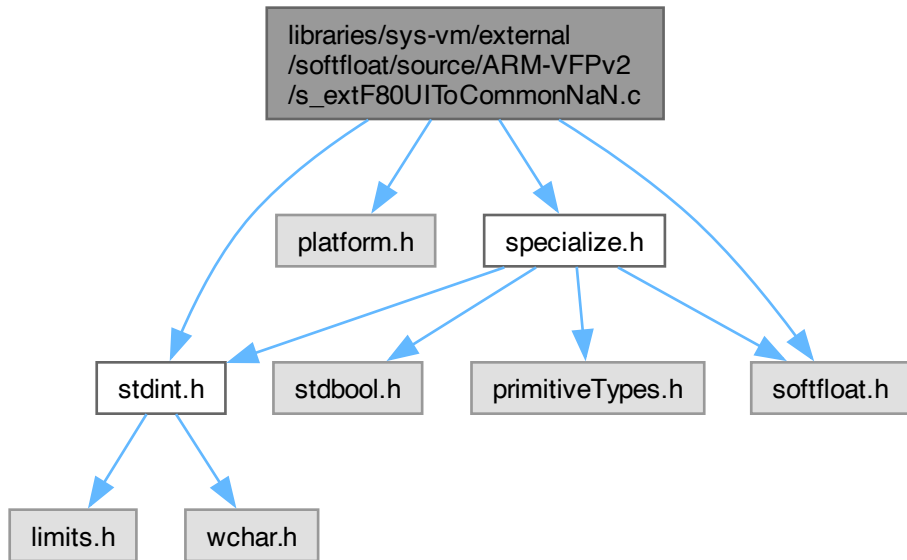 libraries/sys-vm/external
/softfloat/source/ARM-VFPv2
/s_extF80UIToCommonNaN.c
platform.h
specialize.h
stdint.h
stdbool.h
primitiveTypes.h
softfloat.h
limits.h
wchar.h